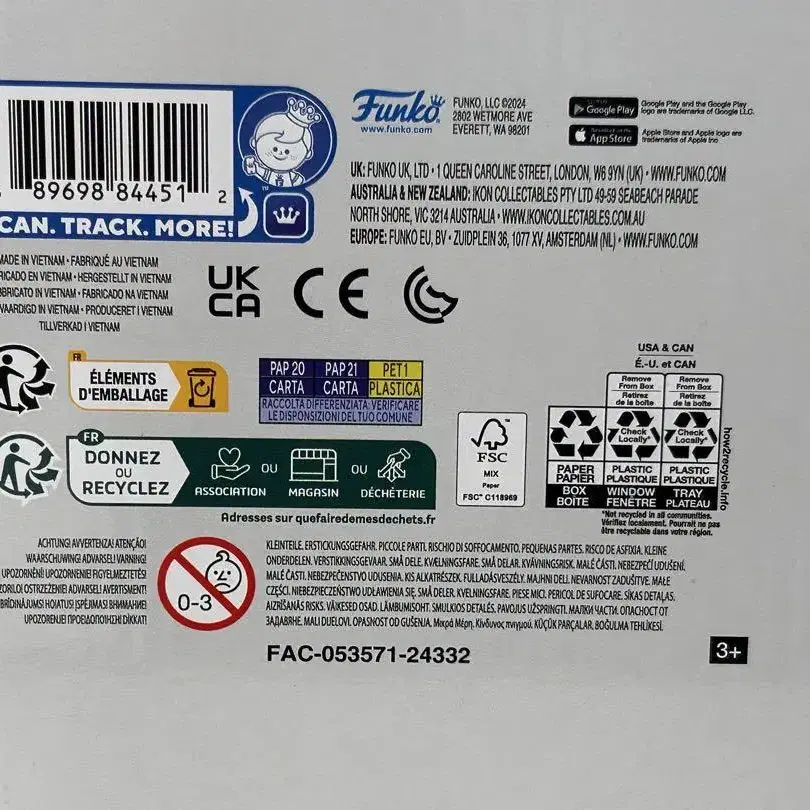 89698 84451 2
CAN. TRACK. MORE!
Funko
www.funko.com
FUNKO, LLC ©2024
2802 WETMORE AVE
EVERETT, WA 98201
Google Play
Google Play and the Google Play
logo are trademarks of Google LLC.
App Store
Apple Store and Apple logo are
trademarks of Apple Inc
UK: FUNKO UK, LTD • 1 QUEEN CAROLINE STREET, LONDON, W6 9YN (UK) • WWW.FUNKO.COM
AUSTRALIA & NEW ZEALAND: IKON COLLECTABLES PTY LTD 49-59 SEABEACH PARADE
NORTH SHORE, VIC 3214 AUSTRALIA • WWW.IKONCOLLECTABLES.COM.AU
EUROPE: FUNKO EU, BV • ZUIDPLEIN 36, 1077 XV, AMSTERDAM (NL) • WWW.FUNKO.COM
MADE IN VIETNAM • FABRIQUÉ AU VIETNAM
RICADO EN VIETNAM • HERGESTELLT IN VIETNAM
BBRICATO IN VIETNAM • FABRICADO NA VIETNAM
VAARDIGD IN VIETNAM • PRODUCERET I VIETNAM
TILLVERKAD I VIETNAM
UK
CA
CE
FR
ÉLÉMENTS
D'EMBALLAGE
PAP 20 PAP 21 PET1
CARTA CARTA PLASTICA
RACCOLTA DIFFERENZIATA. VERIFICARE
LE DISPOSIZIONI DEL TUO COMUNE
FR
DONNEZ
OU
RECYCLEZ
ASSOCIATION
OU
MAGASIN
OU
DÉCHÈTERIE
Adresses sur quefairedemesdechets.fr
FSC
MIX
Paper
FSC® C118969
USA & CAN
É.-U. et CAN
Remove From Box
Retirez de la boîte
Remove From Box
Retirez de la boîte
Check Locally*
Check Locally*
PAPER
PAPIER
BOX
BOÎTE
PLASTIC
PLASTIQUE
WINDOW
FENÊTRE
PLASTIC
PLASTIQUE
TRAY
PLATEAU
how2recycle.info
*Not recycled in all communities.
Vérifiez localement. Pourrait ne pas
être recyclable dans votre région.
ACHTUNG! AVVERTENZA! ATENÇÃO!
WAARSCHUWING! ADVARSEL! VARNING!
UPOZORNĚNÍ! UPOZORNENIE! FIGYELMEZTETÉS!
OSTRZEŻENIE! ADVARSEL! AVERTISMENT!
HOIATUS! ĮSPĖJIMAS! ВНИМАНИЕ!
UPOZORENJE! ΠΡΟΕΙΔΟΠΟΙΗΣΗ! DİKKAT!
0-3
KLEINTEILE. ERSTICKUNGSGEFAHR. PICCOLE PARTI. RISCHIO DI SOFFOCAMENTO. PEQUENAS PARTES. RISCO DE ASFIXIA. KLEINE
ONDERDELEN. VERSTIKKINGSGEVAAR. SMÅ DELE. KVÆLNINGSFARE. SMÅ DELAR. KVÄVNINGSRISK. MALÉ ČÁSTI. NEBEZPEČÍ UDUŠENÍ.
MALÉ ČASTI. NEBEZPEČENSTVO UDUSENIA. KIS ALKATRÉSZEK. FULLADÁSVESZÉLY. MAJHNI DELI. NEVARNOST ZADUŠITVE. MAŁE
CZĘŚCI. NIEBEZPIECZEŃSTWO UDŁAWIENIA SIĘ. SMÅ DELER. KVELNINGSFARE. PIESE MICI. PERICOL DE SUFOCARE. SĪKAS DETAĻAS.
AIZRĪŠANĀS RISKS. VÄIKESED OSAD. LÄMBUMISOHT. SMULKIOS DETALĖS. PAVOJUS UŽSPRINGTI. МАЛКИ ЧАСТИ. ОПАСНОСТ ОТ
ЗАДАВЯНЕ. MALI DIJELOVI. OPASNOST OD GUŠENJA. Μικρά Μέρη. Κίνδυνος πνιγμού. KÜÇÜK PARÇALAR. BOĞULMA TEHLİKESİ.
FAC-053571-24332
3+